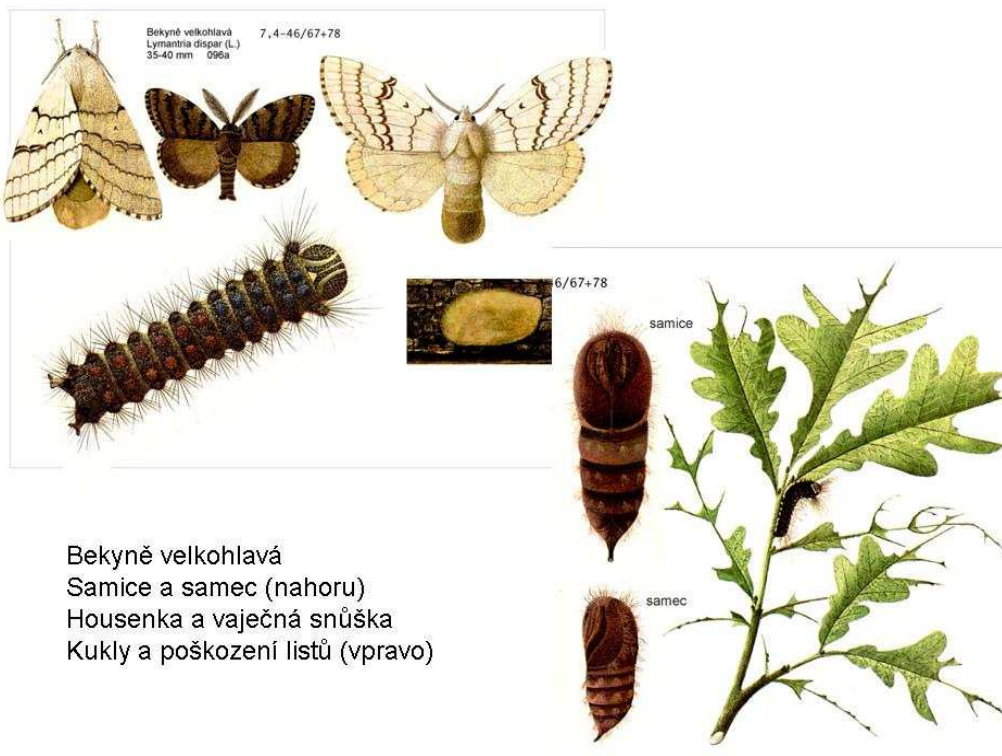 Bekyně velkohlavá 7,4-46/67+78
Lymantria dispar (L.)
35-40 mm 096a
6/67+78
samice
samec
Bekyně velkohlavá
Samice a samec (nahoru)
Housenka a vaječná snůška
Kukly a poškození listů (vpravo)